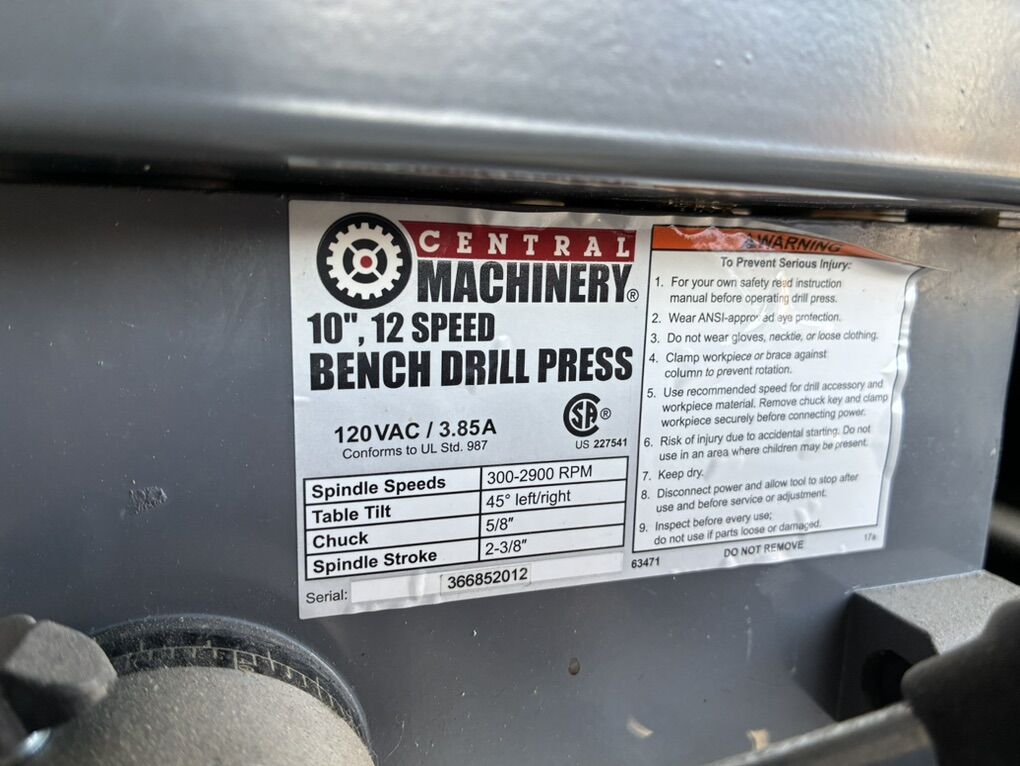 CENTRAL
MACHINERY®
10", 12 SPEED
BENCH DRILL PRESS
120VAC / 3.85A
Conforms to UL Std. 987
SA ®
US 227541
Spindle Speeds 300-2900 RPM
Table Tilt 45° left/right
Chuck 5/8"
Spindle Stroke 2-3/8"
Serial: 366852012
WARNING
To Prevent Serious Injury:
1. For your own safety read instruction
manual before operating drill press.
2. Wear ANSI-approved eye protection.
3. Do not wear gloves, necktie, or loose clothing.
4. Clamp workpiece or brace against
column to prevent rotation.
5. Use recommended speed for drill accessory and
workpiece material. Remove chuck key and clamp
workpiece securely before connecting power.
6. Risk of injury due to accidental starting. Do not
use in an area where children may be present.
7. Keep dry.
8. Disconnect power and allow tool to stop after
use and before service or adjustment.
9. Inspect before every use;
do not use if parts loose or damaged.
63471 DO NOT REMOVE 17a